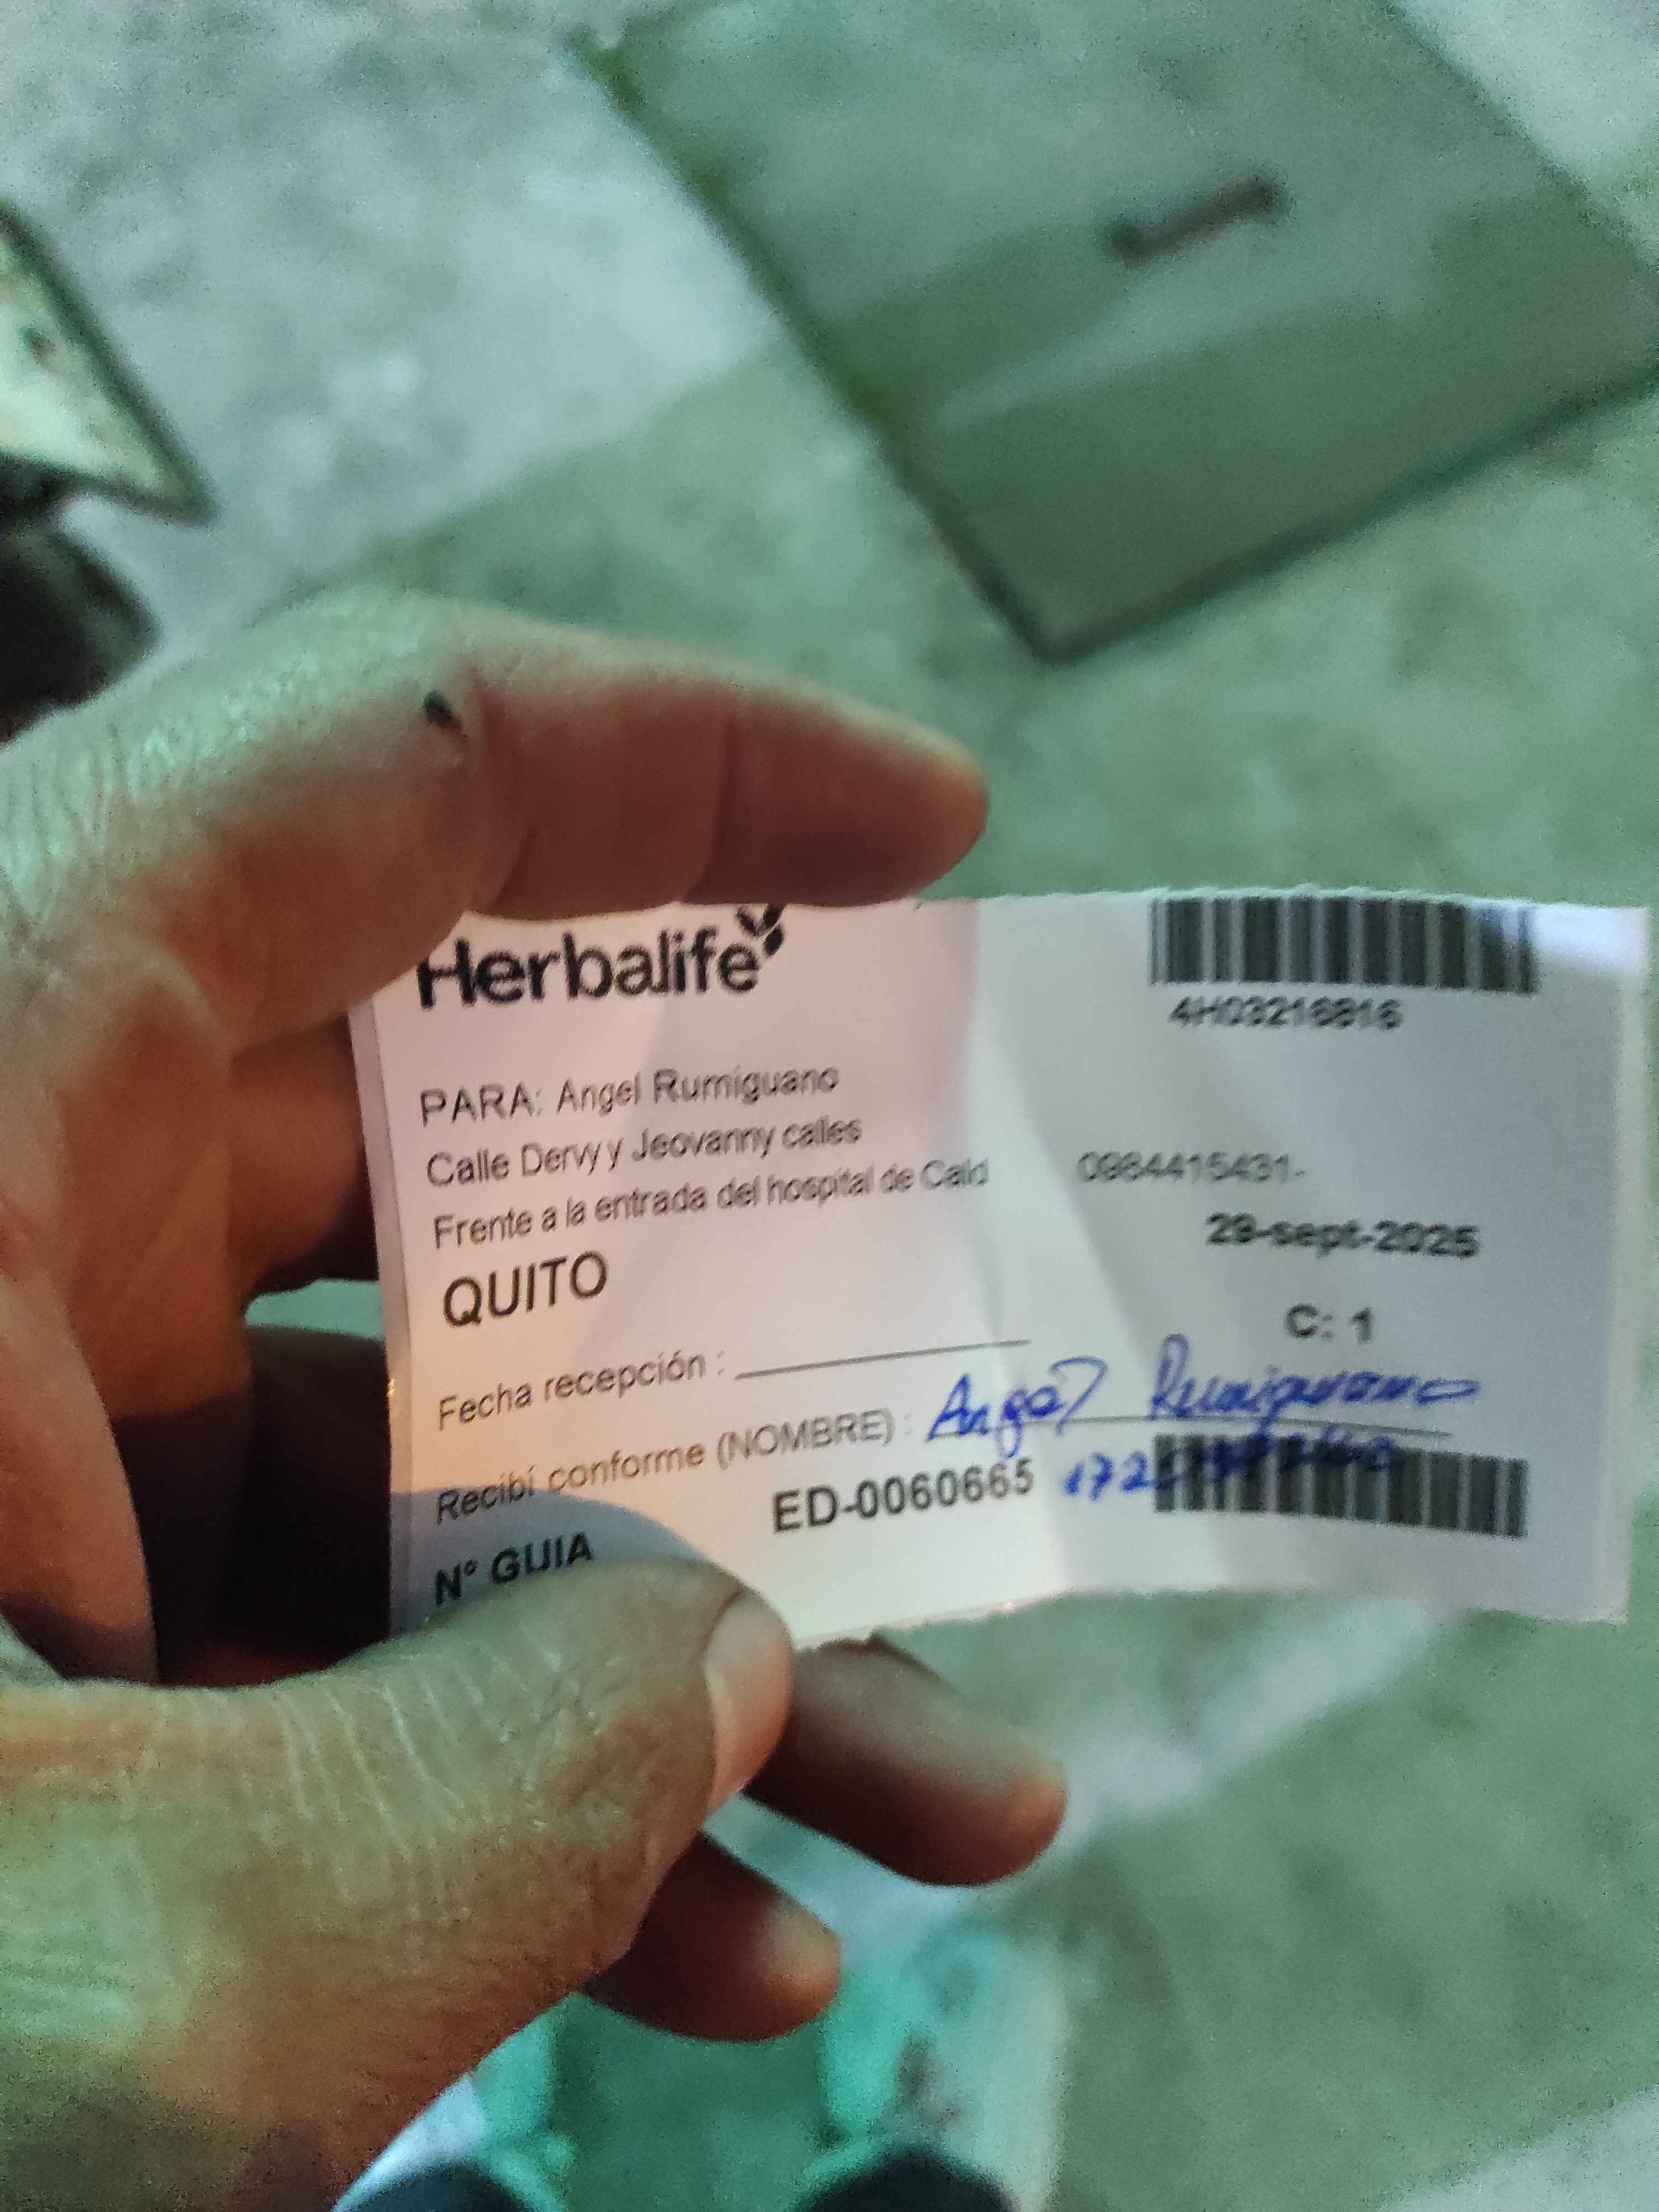 Herbalife
4H03216816
PARA: Angel Rumiguano
Calle Dervy y Jeovanny calles
Frente a la entrada del hospital de Cald
0984415431-
QUITO
29-sept-2025
C: 1
Fecha recepción :
Recibí conforme (NOMBRE) : Angel Rumiguano
N° GUIA
ED-0060665